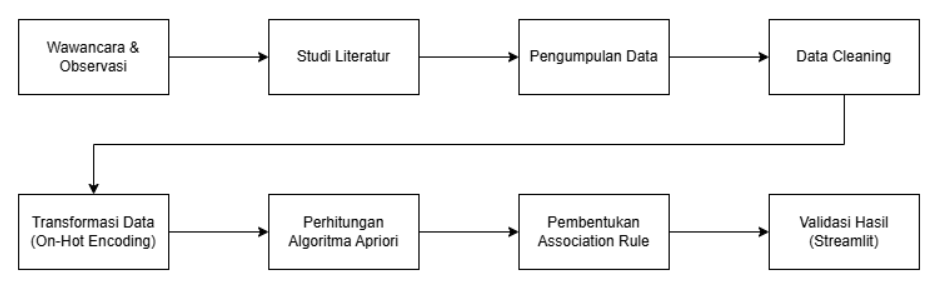 Wawancara &
Observasi
Studi Literatur
Pengumpulan Data
Data Cleaning
Transformasi Data
(On-Hot Encoding)
Perhitungan
Algoritma Apriori
Pembentukan
Association Rule
Validasi Hasil
(Streamlit)